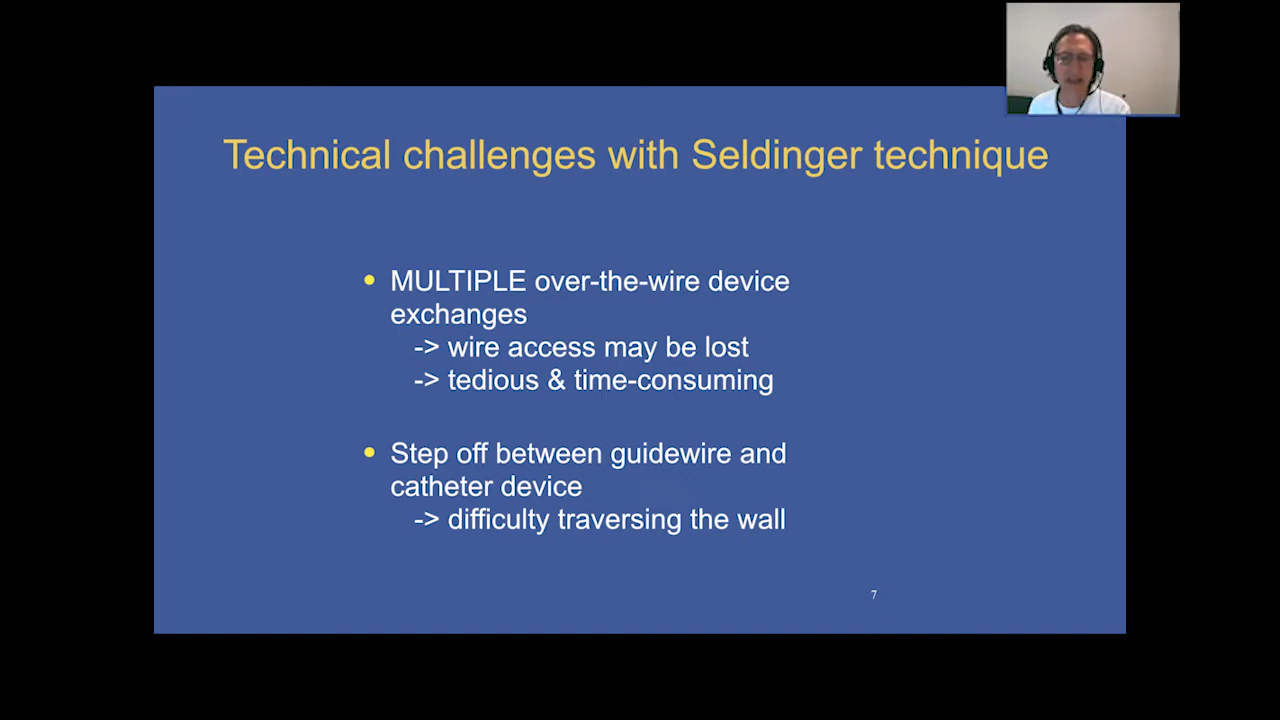 Technical challenges with Seldinger technique
• MULTIPLE over-the-wire device
exchanges
-> wire access may be lost
-> tedious & time-consuming
• Step off between guidewire and
catheter device
-> difficulty traversing the wall
7